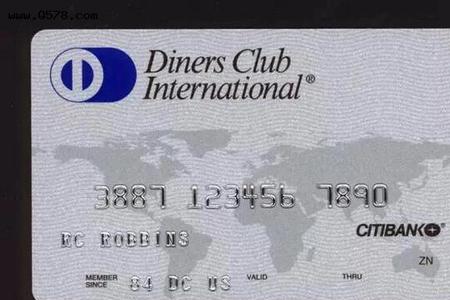 www.0578.com
Diners Club
International®
3887 123456 7890
CITIBANK
RC ROBBINS
ZN
MEMBER SINCE 84 DC US VALID THRU